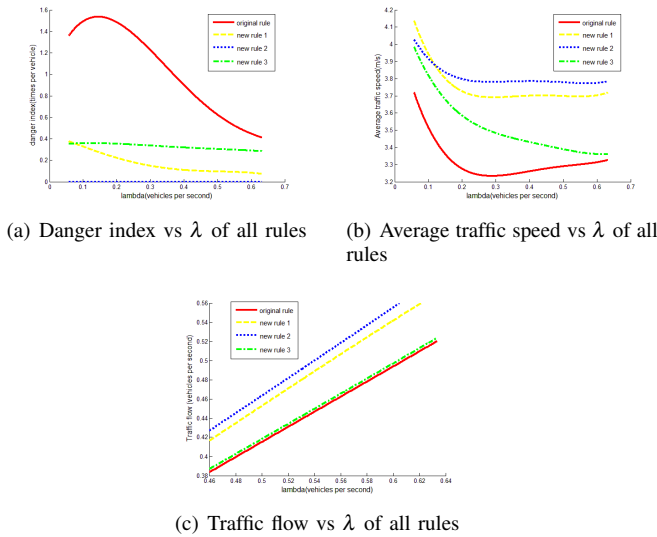 1.6
1.4
1.2
1
0.8
0.6
0.4
0.2
0
danger index(times per vehicle)
original rule
new rule 1
new rule 2
new rule 3
0 0.1 0.2 0.3 0.4 0.5 0.6 0.7
lambda(vehicles per second)
4.2
4.1
4
3.9
3.8
3.7
3.6
3.5
3.4
3.3
3.2
Average traffic speed(m/s)
original rule
new rule 1
new rule 2
new rule 3
0 0.1 0.2 0.3 0.4 0.5 0.6 0.7
lambda(vehicles per second)
(a) Danger index vs λ of all rules
(b) Average traffic speed vs λ of all
rules
0.56
0.54
0.52
0.5
0.48
0.46
0.44
0.42
0.4
0.38
Traffic flow (vehicles per second)
original rule
new rule 1
new rule 2
new rule 3
0.46 0.48 0.5 0.52 0.54 0.56 0.58 0.6 0.62 0.64
lambda(vehicles per second)
(c) Traffic flow vs λ of all rules